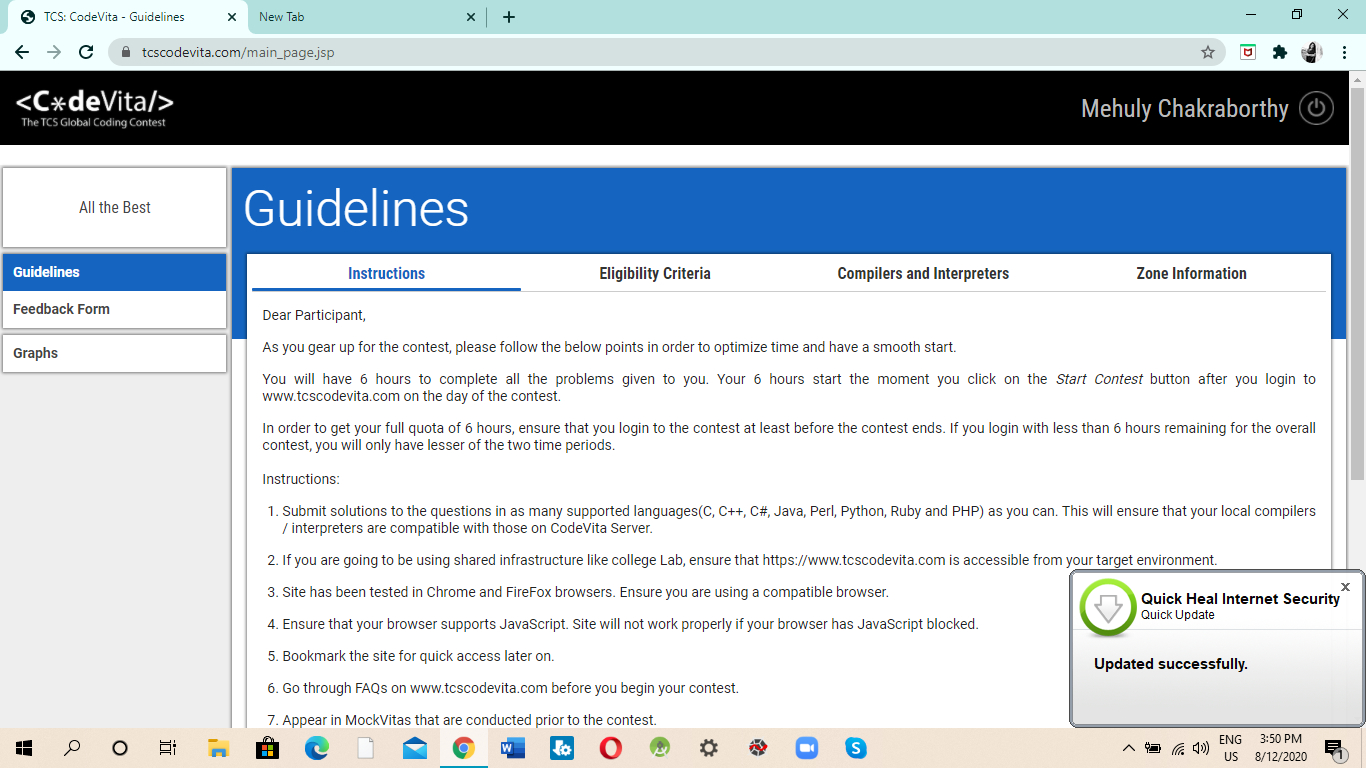 TCS: CodeVita - Guidelines
New Tab
tcscodevita.com/main_page.jsp
<C*deVita/>
The TCS Global Coding Contest
Mehuly Chakraborthy
All the Best
Guidelines
Feedback Form
Graphs
Guidelines
Instructions
Eligibility Criteria
Compilers and Interpreters
Zone Information
Dear Participant,
As you gear up for the contest, please follow the below points in order to optimize time and have a smooth start.
You will have 6 hours to complete all the problems given to you. Your 6 hours start the moment you click on the Start Contest button after you login to
www.tcscodevita.com on the day of the contest.
In order to get your full quota of 6 hours, ensure that you login to the contest at least before the contest ends. If you login with less than 6 hours remaining for the overall
contest, you will only have lesser of the two time periods.
Instructions:
1. Submit solutions to the questions in as many supported languages(C, C++, C#, Java, Perl, Python, Ruby and PHP) as you can. This will ensure that your local compilers
/ interpreters are compatible with those on CodeVita Server.
2. If you are going to be using shared infrastructure like college Lab, ensure that https://www.tcscodevita.com is accessible from your target environment.
3. Site has been tested in Chrome and FireFox browsers. Ensure you are using a compatible browser.
4. Ensure that your browser supports JavaScript. Site will not work properly if your browser has JavaScript blocked.
5. Bookmark the site for quick access later on.
6. Go through FAQs on www.tcscodevita.com before you begin your contest.
7. Appear in MockVitas that are conducted prior to the contest.
Quick Heal Internet Security
Quick Update
Updated successfully.
ENG
US
3:50 PM
8/12/2020
1